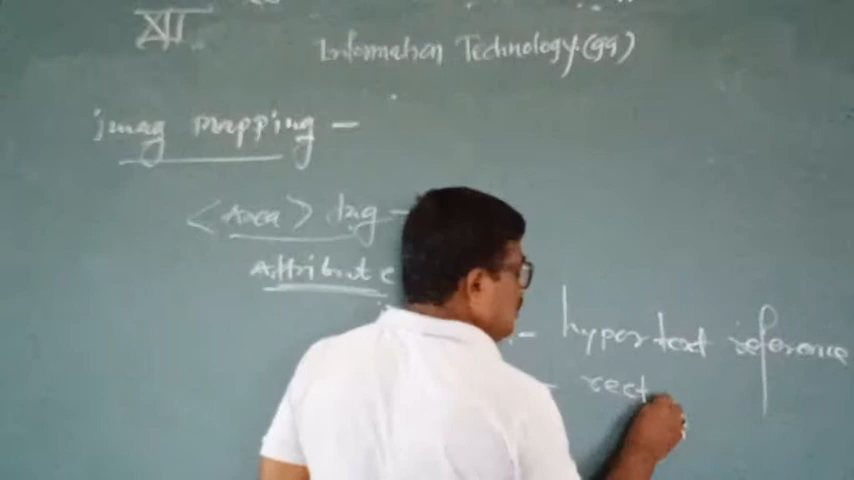 XII
Information Technology (99)
imag mapping -
<Area> tag -
Attribute
- hypertext reference
- rect